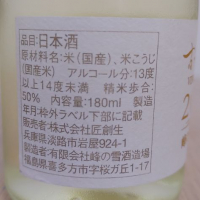 品目:日本酒
原材料名:米(国産)、米こうじ
(国産米) アルコール分:13度
以上14度未満 精米歩合:
50% 内容量:180ml 製造
年月:枠外ラベル下部に記載
販売者:株式会社匠創生
兵庫県淡路市岩屋924-1
製造者:有限会社峰の雪酒造場
福島県喜多方市字桜ガ丘1-17
2